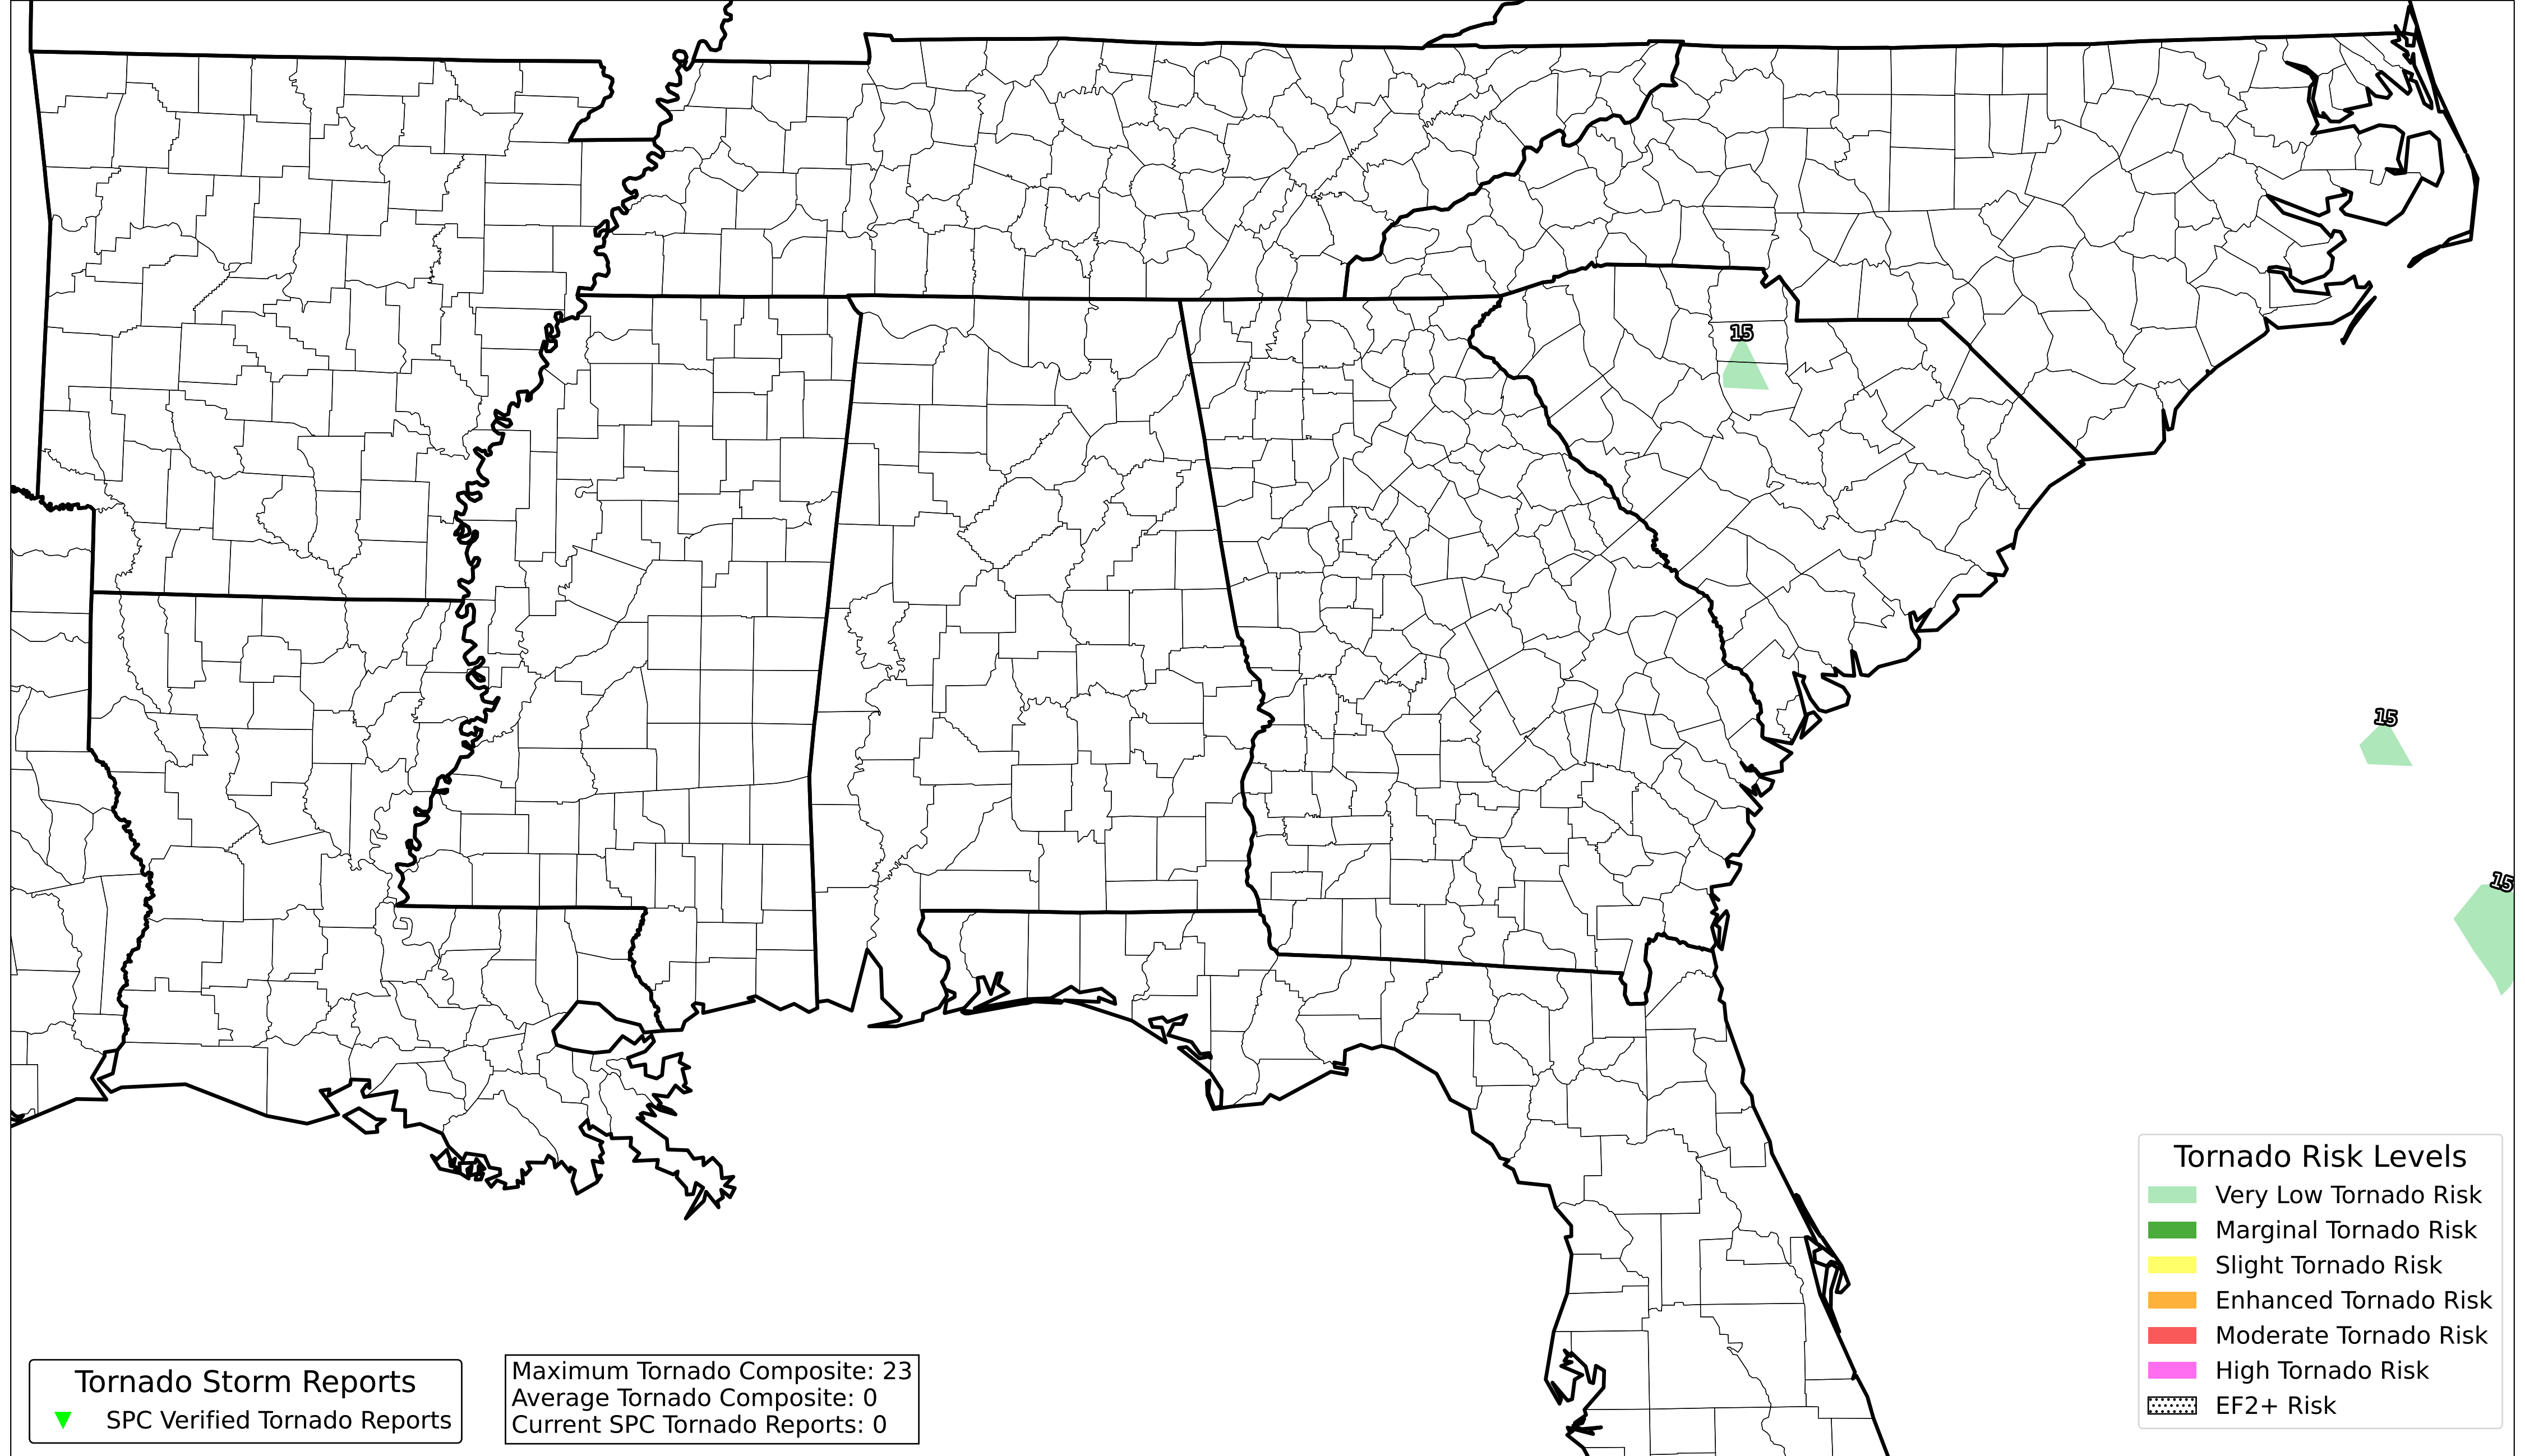 15
15
15
Tornado Risk Levels
Very Low Tornado Risk
Marginal Tornado Risk
Slight Tornado Risk
Enhanced Tornado Risk
Moderate Tornado Risk
High Tornado Risk
EF2+ Risk
Tornado Storm Reports
SPC Verified Tornado Reports
Maximum Tornado Composite: 23
Average Tornado Composite: 0
Current SPC Tornado Reports: 0